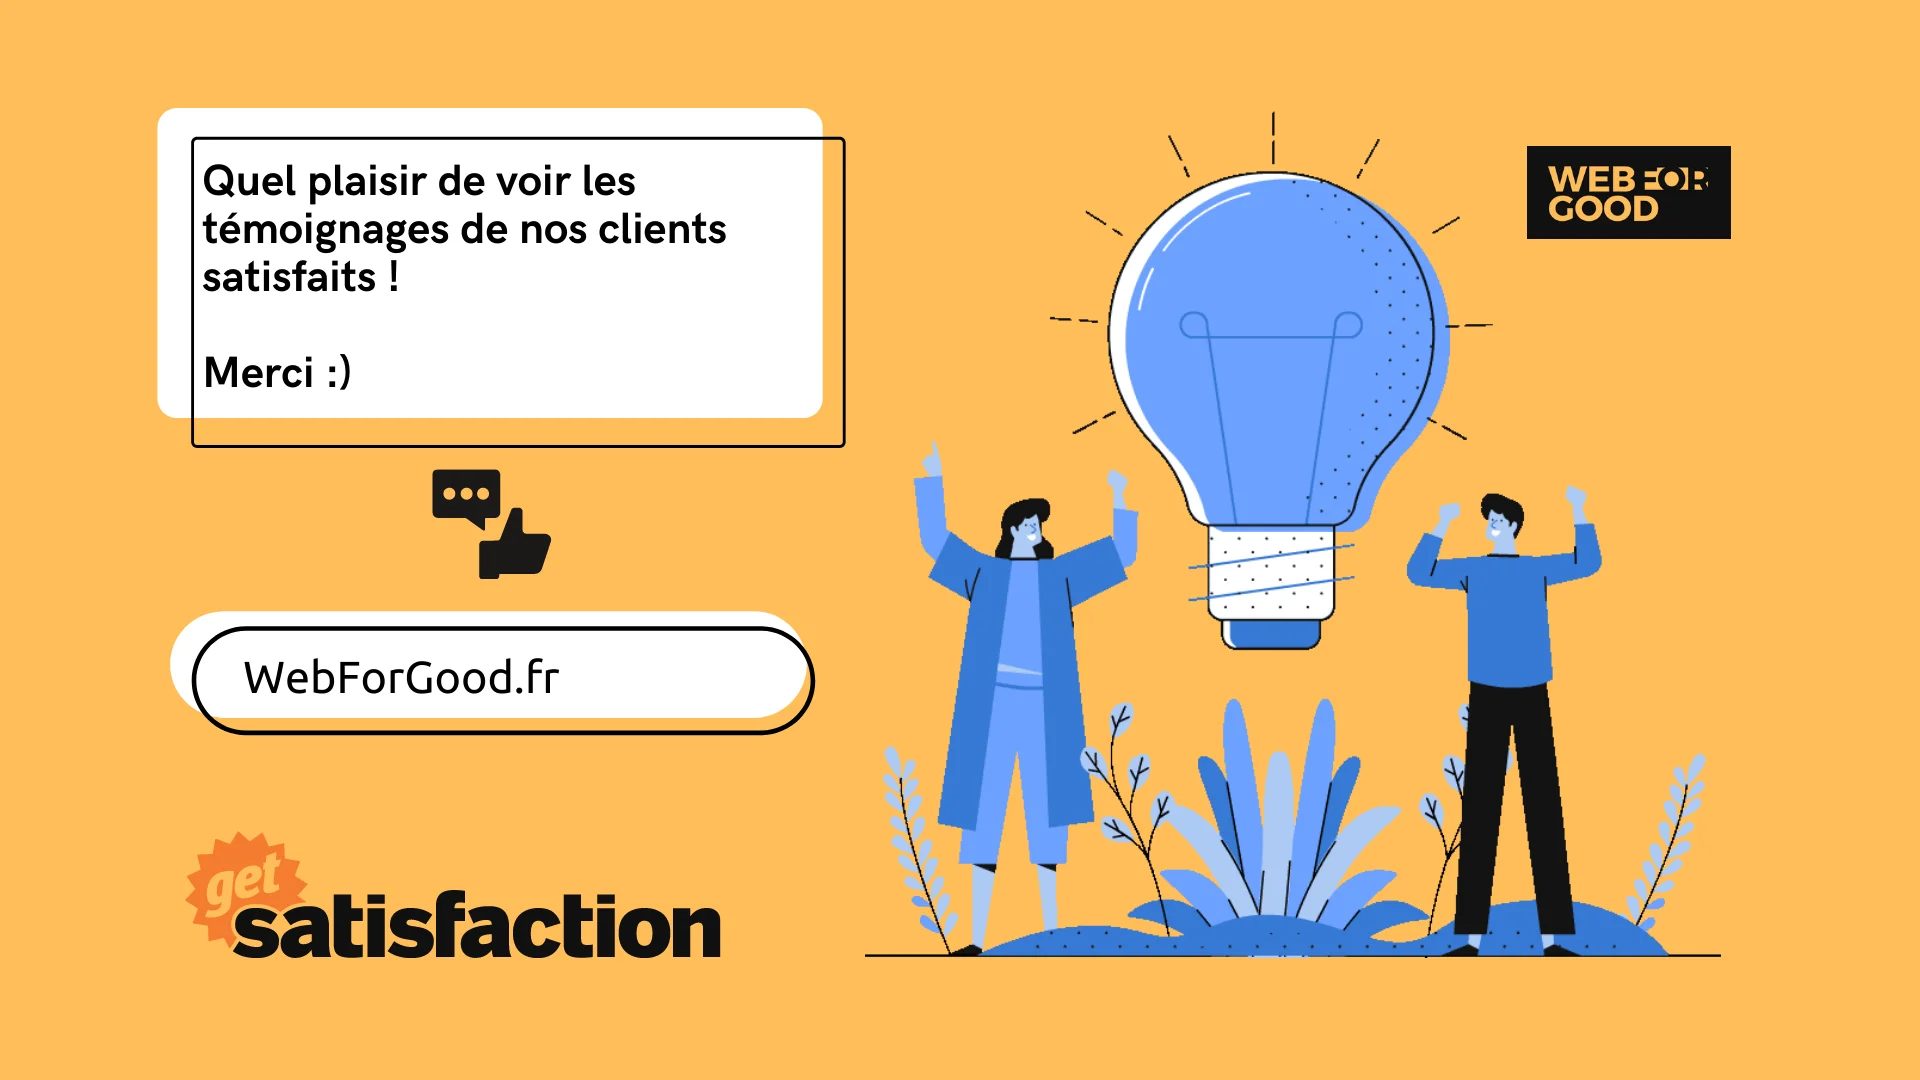 Quel plaisir de voir les
témoignages de nos clients
satisfaits !
Merci :)
WebForGood.fr
get
satisfaction
WEB FOR
GOOD